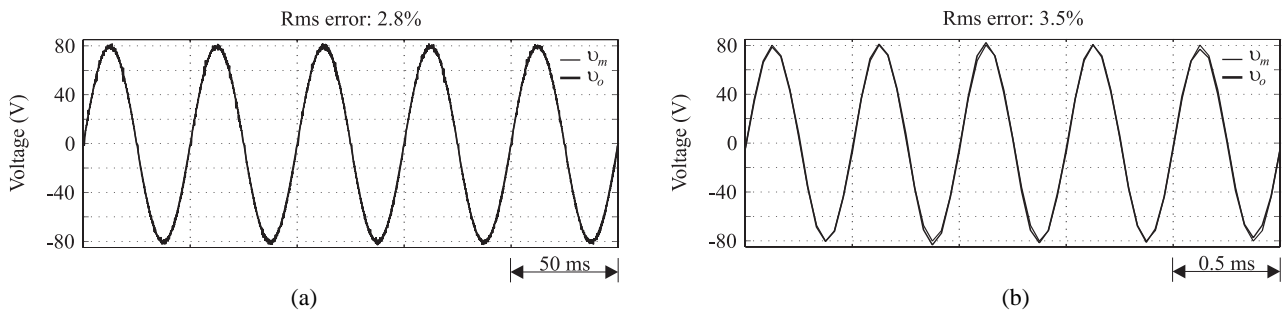 Rms error: 2.8%
80
40
0
-40
-80
Voltage (V)
υm
υo
50 ms
(a)
Rms error: 3.5%
80
40
0
-40
-80
Voltage (V)
υm
υo
0.5 ms
(b)